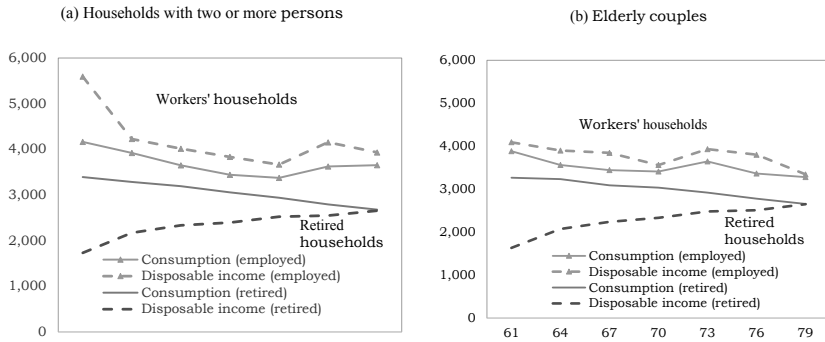 (a) Households with two or more persons
6,000
5,000
4,000
3,000
2,000
1,000
0
Workers' households
Retired
households
Consumption (employed)
Disposable income (employed)
Consumption (retired)
Disposable income (retired)
(b) Elderly couples
6,000
5,000
4,000
3,000
2,000
1,000
0
Workers' households
Retired
households
Consumption (employed)
Disposable income (employed)
Consumption (retired)
Disposable income (retired)
61 64 67 70 73 76 79